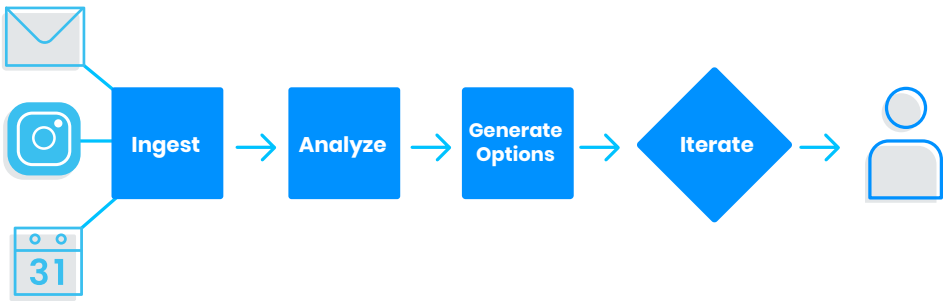 Ingest
Analyze
Generate
Options
Iterate
31